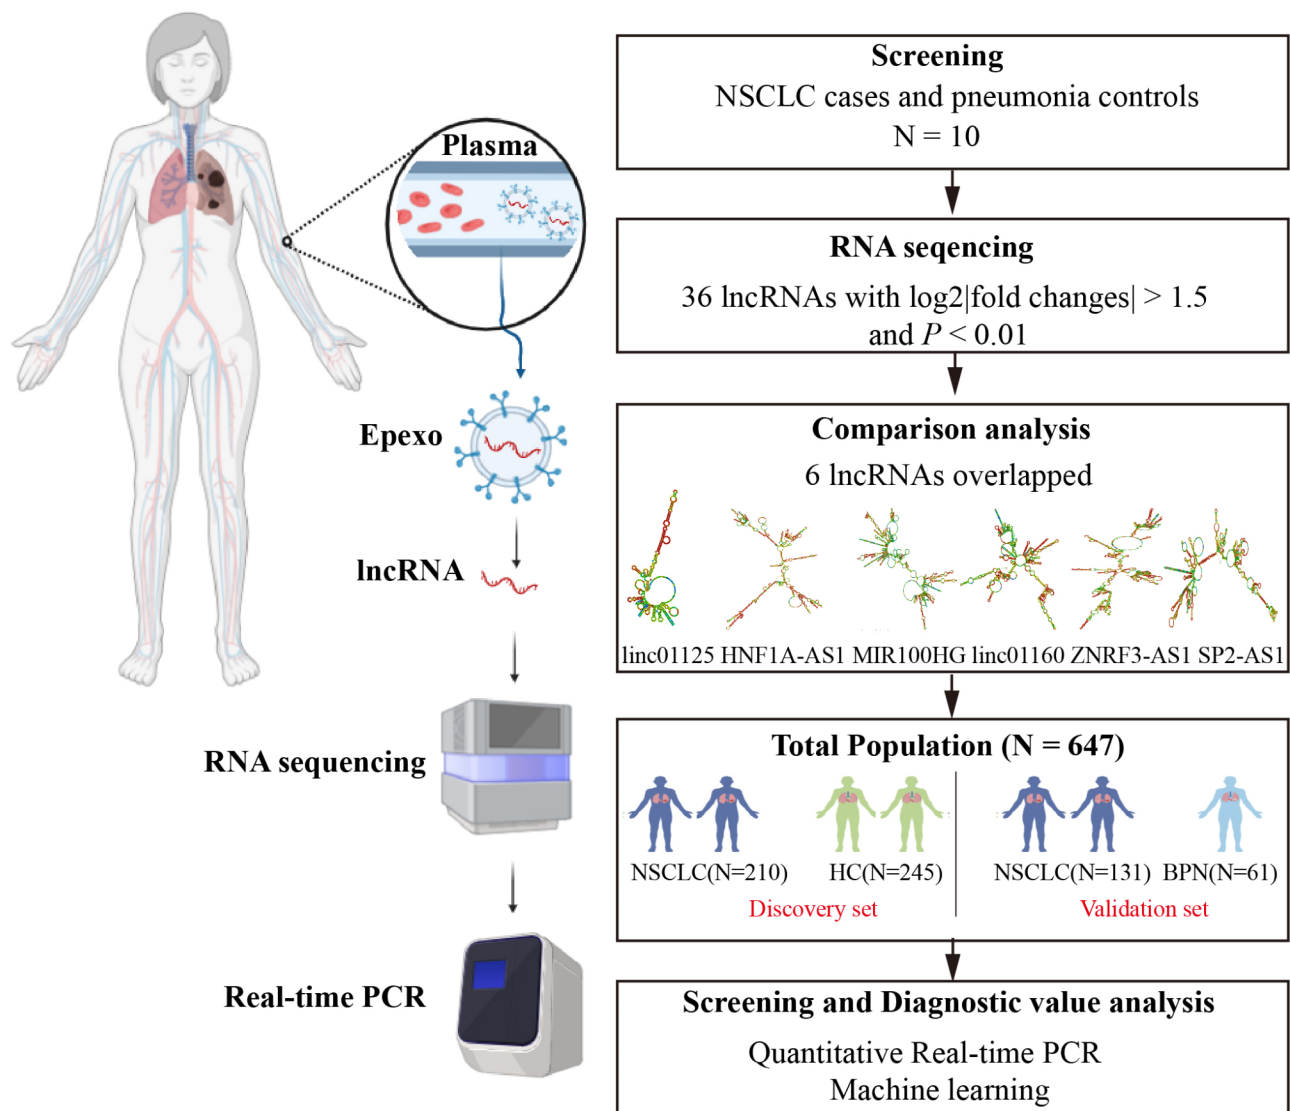 Plasma
Epexo
lncRNA
RNA sequencing
Real-time PCR
Screening
NSCLC cases and pneumonia controls
N = 10
RNA seqencing
36 lncRNAs with log2|fold changes| > 1.5
and P < 0.01
Comparison analysis
6 lncRNAs overlapped
linc01125 HNF1A-AS1 MIR100HG linc01160 ZNRF3-AS1 SP2-AS1
Total Population (N = 647)
NSCLC(N=210) HC(N=245) NSCLC(N=131) BPN(N=61)
Discovery set Validation set
Screening and Diagnostic value analysis
Quantitative Real-time PCR
Machine learning